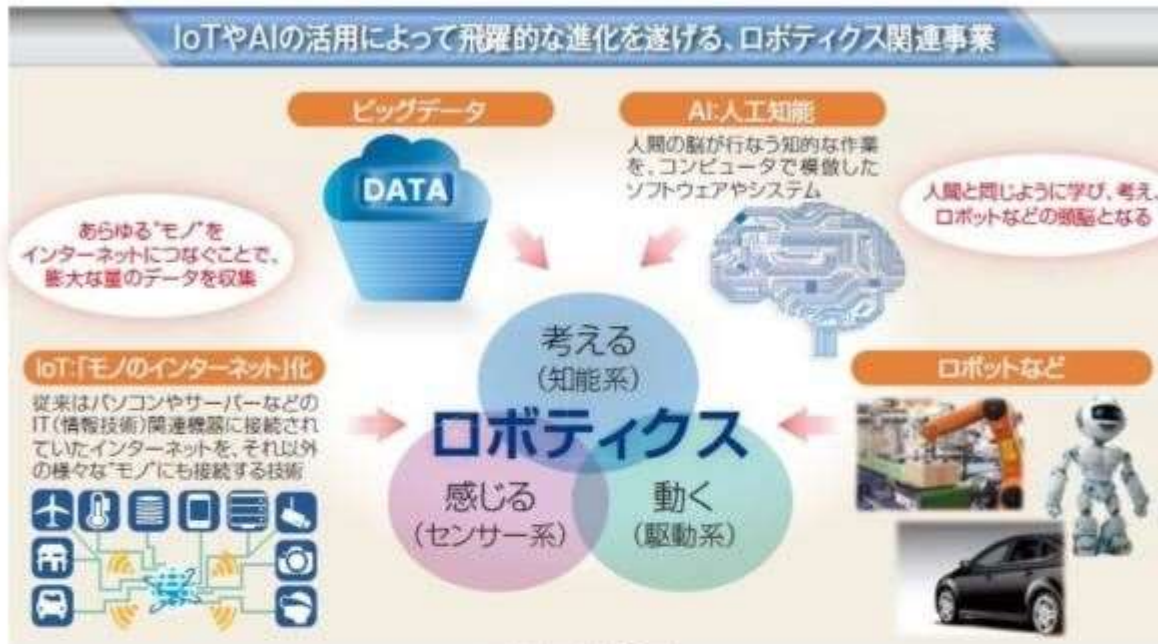 IoTやAIの活用によって飛躍的な進化を遂げる、ロボティクス関連事業
ビッグデータ
DATA
AI:人工知能
人間の脳が行なう知的な作業
を、コンピュータで模倣した
ソフトウェアやシステム
人間と同じように学び、考え、
ロボットなどの頭脳となる
あらゆる"モノ"を
インターネットにつなぐことで、
膨大な量のデータを収集
IoT:「モノのインターネット」化
従来はパソコンやサーバーなどの
IT(情報技術)関連機器に接続され
ていたインターネットを、それ以外
の様々な"モノ"にも接続する技術
考える
(知能系)
ロボティクス
感じる
(センサー系)
動く
(駆動系)
ロボットなど